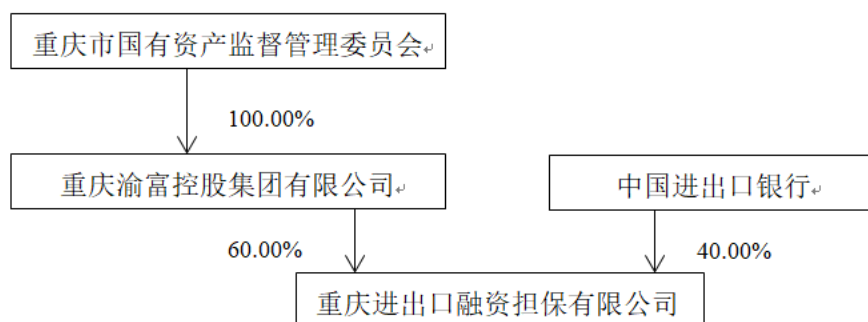 重庆市国有资产监督管理委员会
100.00%
重庆渝富控股集团有限公司
中国进出口银行
60.00%
40.00%
重庆进出口融资担保有限公司